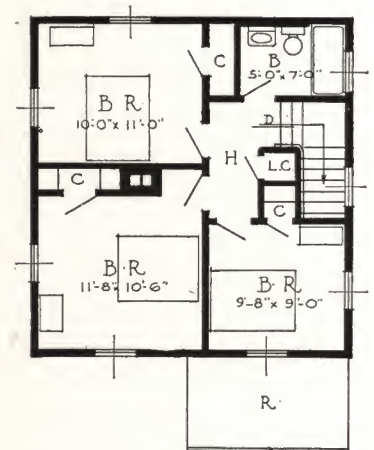 C
B
5'-0"x 7'-0"
B R
10'-0"x 11'-0"
D
H
L.C.
C
C
B R
11'-8"x 10'-6"
B R
9'-8"x 9'-0"
R